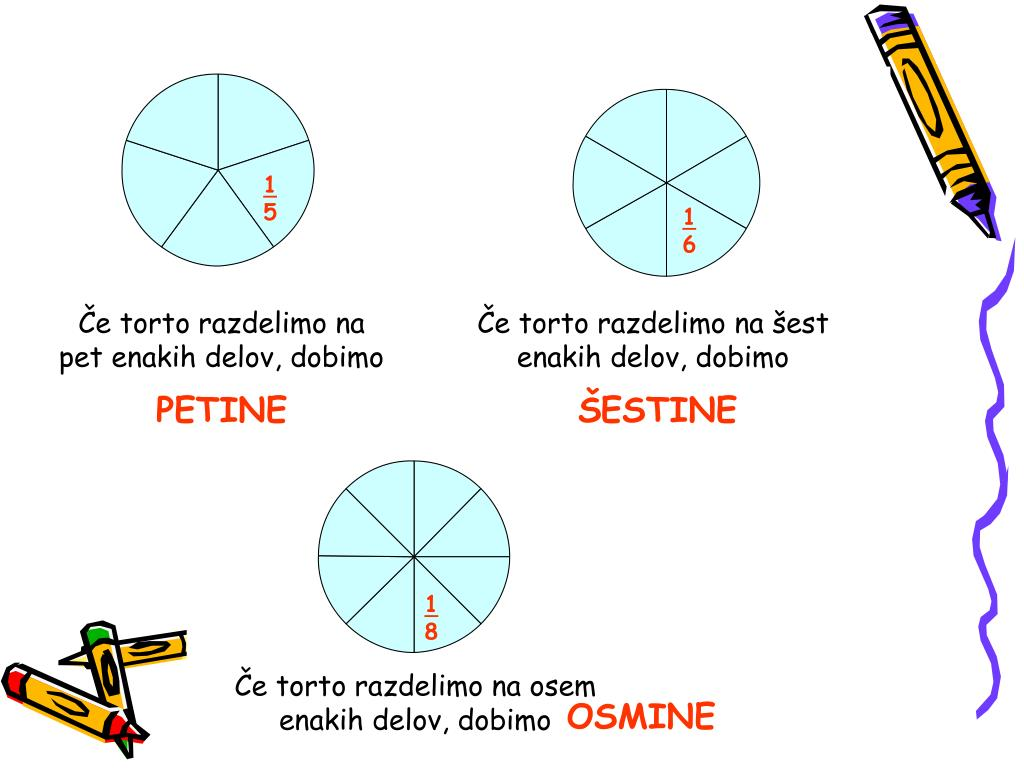 1
5
1
6
Če torto razdelimo na
pet enakih delov, dobimo
PETINE
Če torto razdelimo na šest
enakih delov, dobimo
ŠESTINE
1
8
Če torto razdelimo na osem
enakih delov, dobimo OSMINE